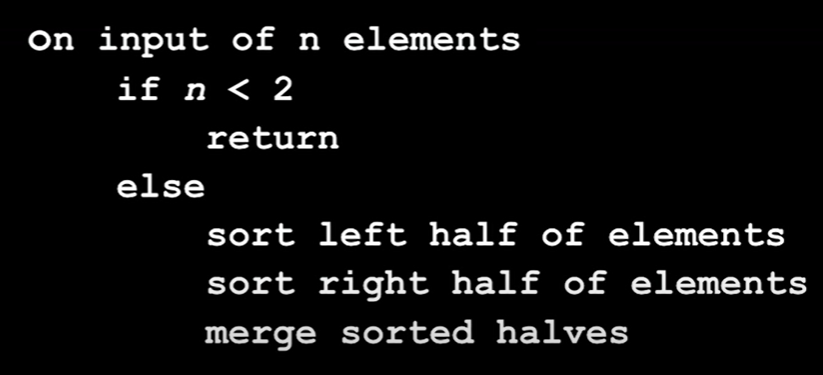 On input of n elements
if n < 2
return
else
sort left half of elements
sort right half of elements
merge sorted halves